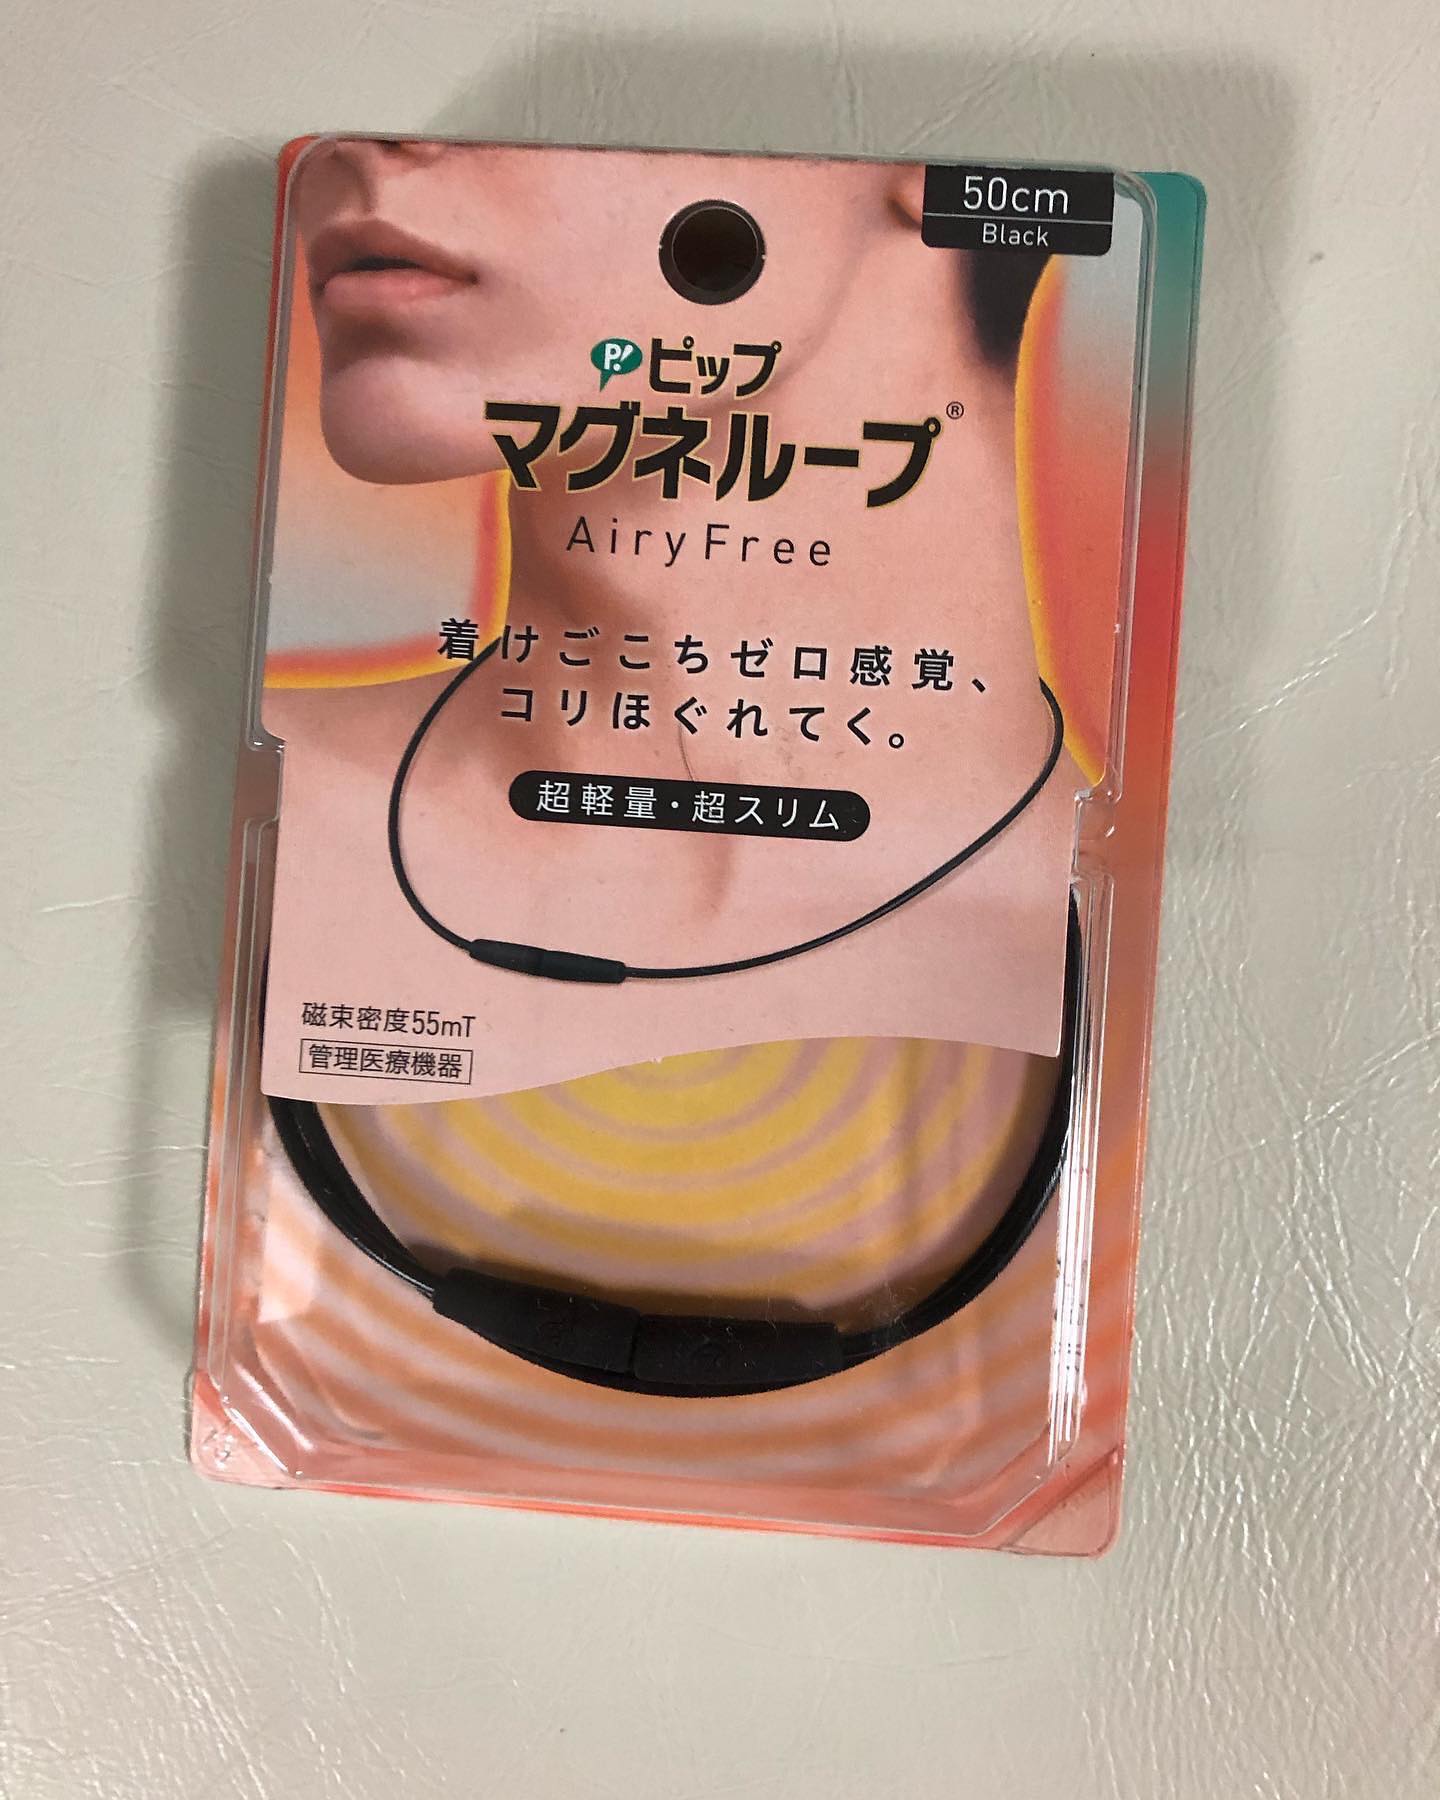 50cm
Black
P! ピップ
マグネループ®
AiryFree
着けごこちゼロ感覚、
コリほぐれてく。
超軽量・超スリム
磁束密度55mT
管理医療機器